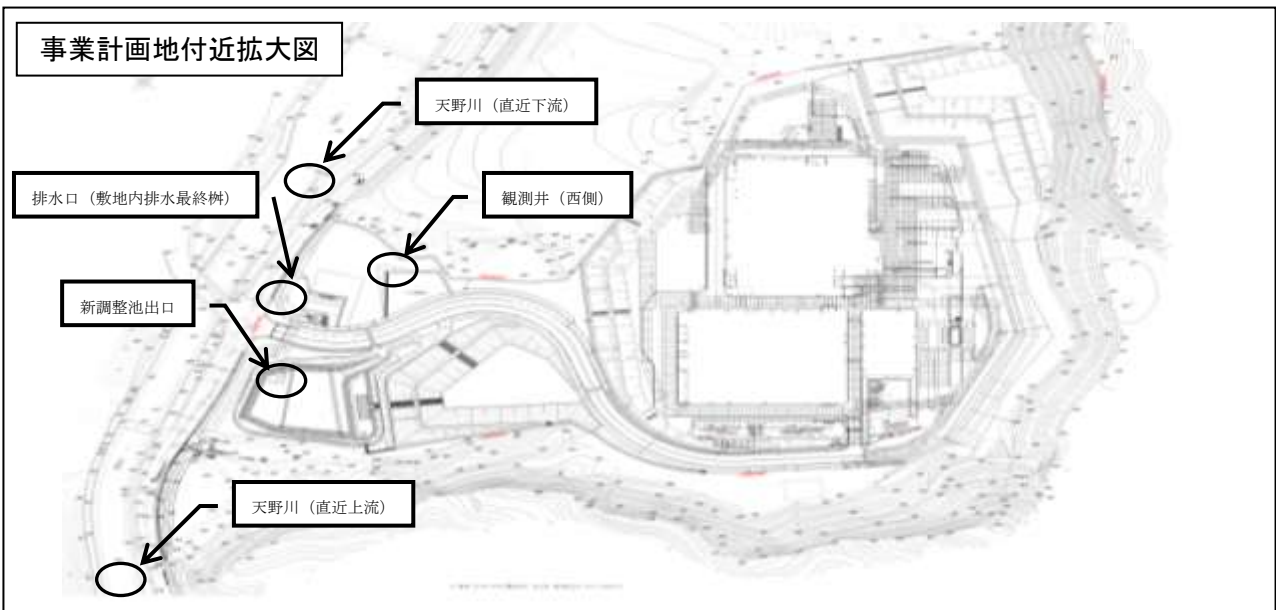 事業計画地付近拡大図
天野川（直近下流）
排水口（敷地内排水最終桝）
観測井（西側）
新調整池出口
天野川（直近上流）